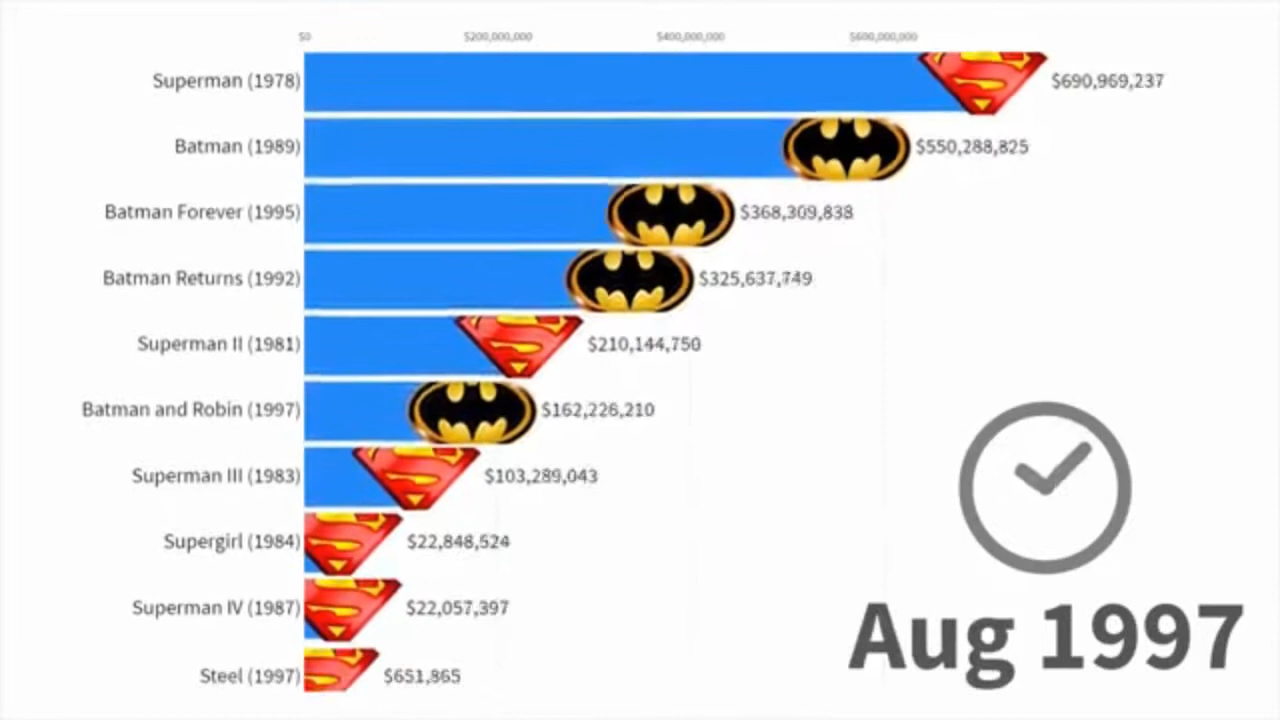 $0 $200,000,000 $400,000,000 $600,000,000
Superman (1978) $690,969,237
Batman (1989) $550,288,825
Batman Forever (1995) $368,309,838
Batman Returns (1992) $325,637,749
Superman II (1981) $210,144,750
Batman and Robin (1997) $162,226,210
Superman III (1983) $103,289,043
Supergirl (1984) $22,848,524
Superman IV (1987) $22,057,397
Steel (1997) $651,865
Aug 1997